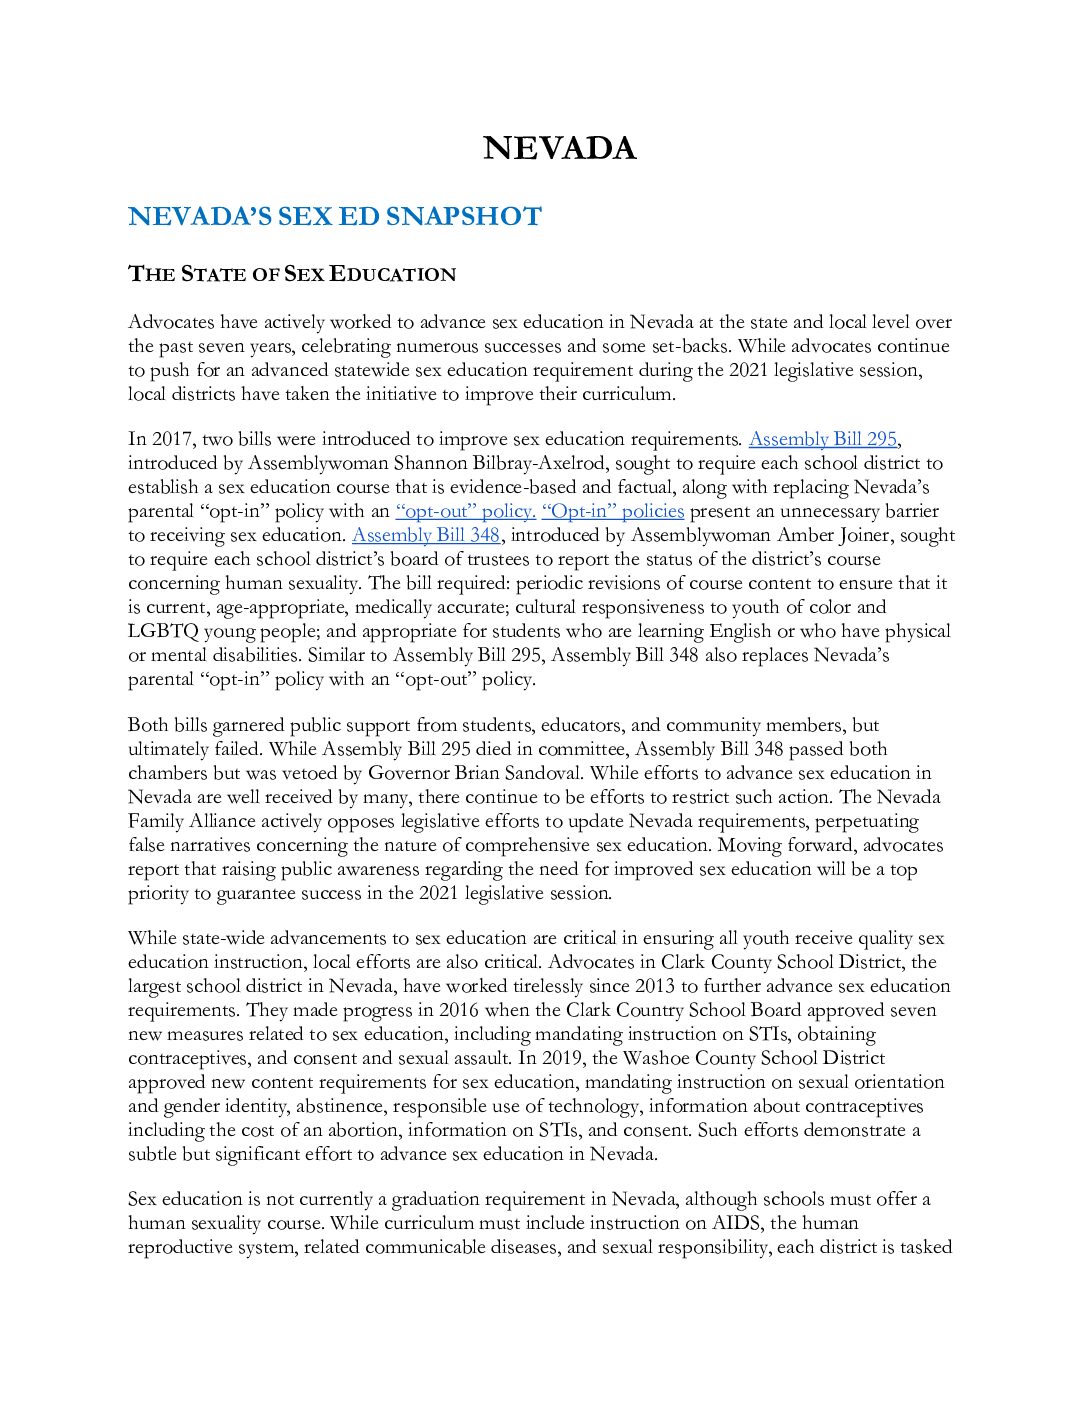 NEVADA
NEVADA'S SEX ED SNAPSHOT
THE STATE OF SEX EDUCATION
Advocates have actively worked to advance sex education in Nevada at the state and local level over
the past seven years, celebrating numerous successes and some set-backs. While advocates continue
to push for an advanced statewide sex education requirement during the 2021 legislative session,
local districts have taken the initiative to improve their curriculum.
In 2017, two bills were introduced to improve sex education requirements. Assembly Bill 295,
introduced by Assemblywoman Shannon Bilbray-Axelrod, sought to require each school district to
establish a sex education course that is evidence-based and factual, along with replacing Nevada's
parental “opt-in” policy with an “opt-out” policy. “Opt-in” policies present an unnecessary barrier
to receiving sex education. Assembly Bill 348, introduced by Assemblywoman Amber Joiner, sought
to require each school district's board of trustees to report the status of the district's course
concerning human sexuality. The bill required: periodic revisions of course content to ensure that it
is current, age-appropriate, medically accurate; cultural responsiveness to youth of color and
LGBTQ young people; and appropriate for students who are learning English or who have physical
or mental disabilities. Similar to Assembly Bill 295, Assembly Bill 348 also replaces Nevada's
parental “opt-in” policy with an “opt-out” policy.
Both bills garnered public support from students, educators, and community members, but
ultimately failed. While Assembly Bill 295 died in committee, Assembly Bill 348 passed both
chambers but was vetoed by Governor Brian Sandoval. While efforts to advance sex education in
Nevada are well received by many, there continue to be efforts to restrict such action. The Nevada
Family Alliance actively opposes legislative efforts to update Nevada requirements, perpetuating
false narratives concerning the nature of comprehensive sex education. Moving forward, advocates
report that raising public awareness regarding the need for improved sex education will be a top
priority to guarantee success in the 2021 legislative session.
While state-wide advancements to sex education are critical in ensuring all youth receive quality sex
education instruction, local efforts are also critical. Advocates in Clark County School District, the
largest school district in Nevada, have worked tirelessly since 2013 to further advance sex education
requirements. They made progress in 2016 when the Clark Country School Board approved seven
new measures related to sex education, including mandating instruction on STIs, obtaining
contraceptives, and consent and sexual assault. In 2019, the Washoe County School District
approved new content requirements for sex education, mandating instruction on sexual orientation
and gender identity, abstinence, responsible use of technology, information about contraceptives
including the cost of an abortion, information on STIs, and consent. Such efforts demonstrate a
subtle but significant effort to advance sex education in Nevada.
Sex education is not currently a graduation requirement in Nevada, although schools must offer a
human sexuality course. While curriculum must include instruction on AIDS, the human
reproductive system, related communicable diseases, and sexual responsibility, each district is tasked